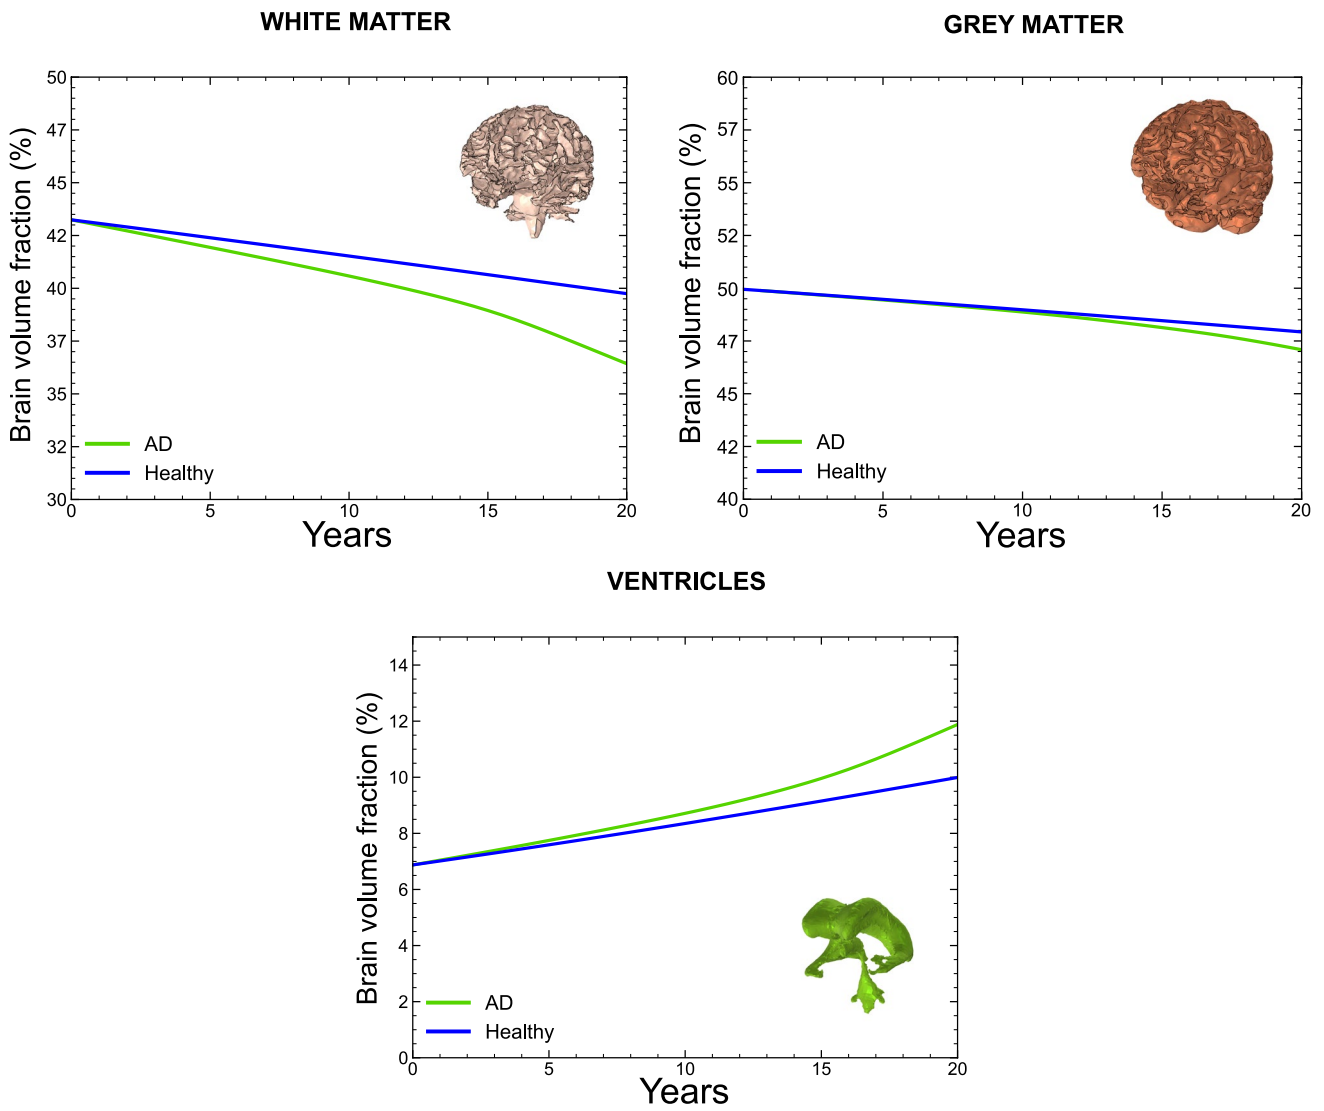 WHITE MATTER
50
47
45
42
40
37
35
32
30
Brain volume fraction (%)
AD
Healthy
0 5 10 15 20
Years
GREY MATTER
60
57
55
52
50
47
45
42
40
Brain volume fraction (%)
AD
Healthy
0 5 10 15 20
Years
VENTRICLES
14
12
10
8
6
4
2
0
Brain volume fraction (%)
AD
Healthy
0 5 10 15 20
Years